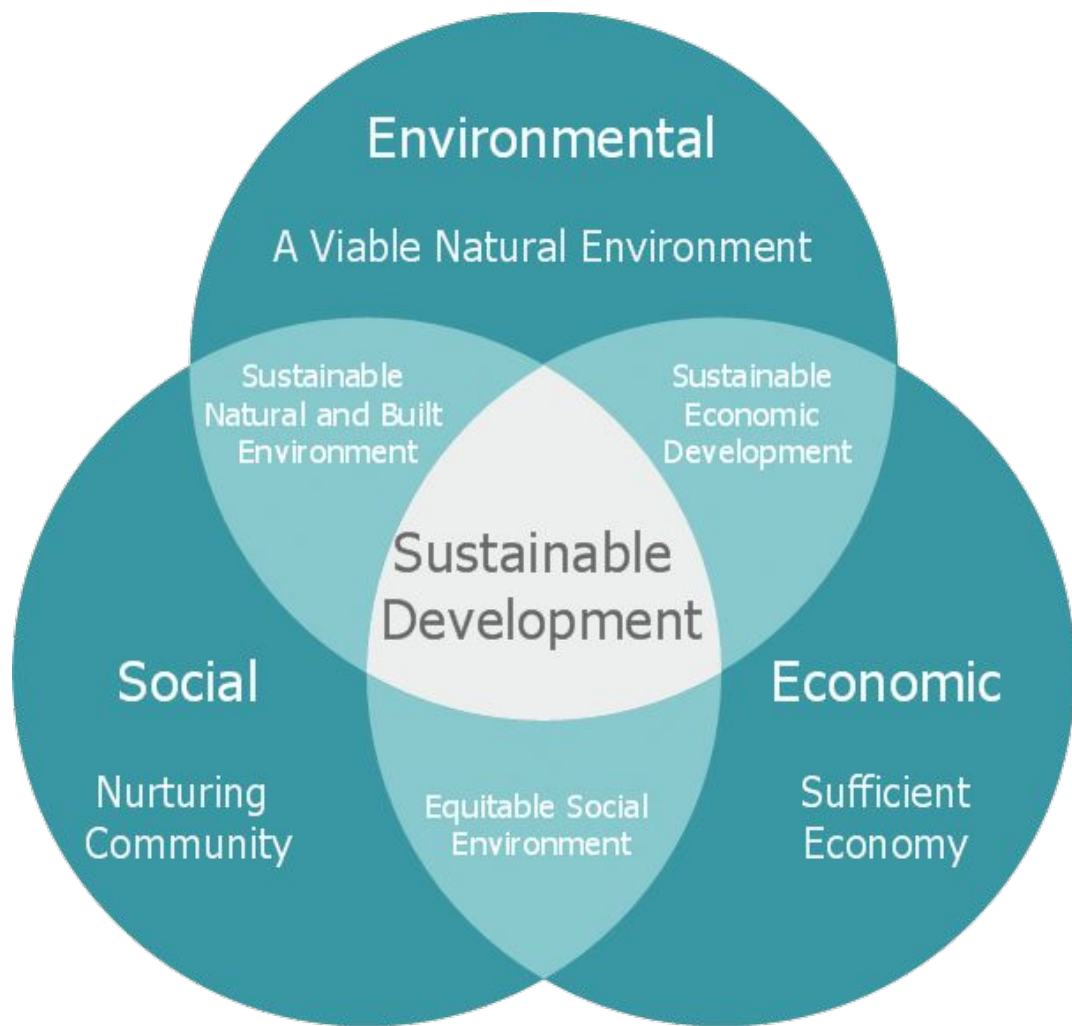 Environmental
A Viable Natural Environment
Sustainable
Natural and Built
Environment
Sustainable
Economic
Development
Sustainable
Development
Social
Nurturing
Community
Equitable Social
Environment
Economic
Sufficient
Economy